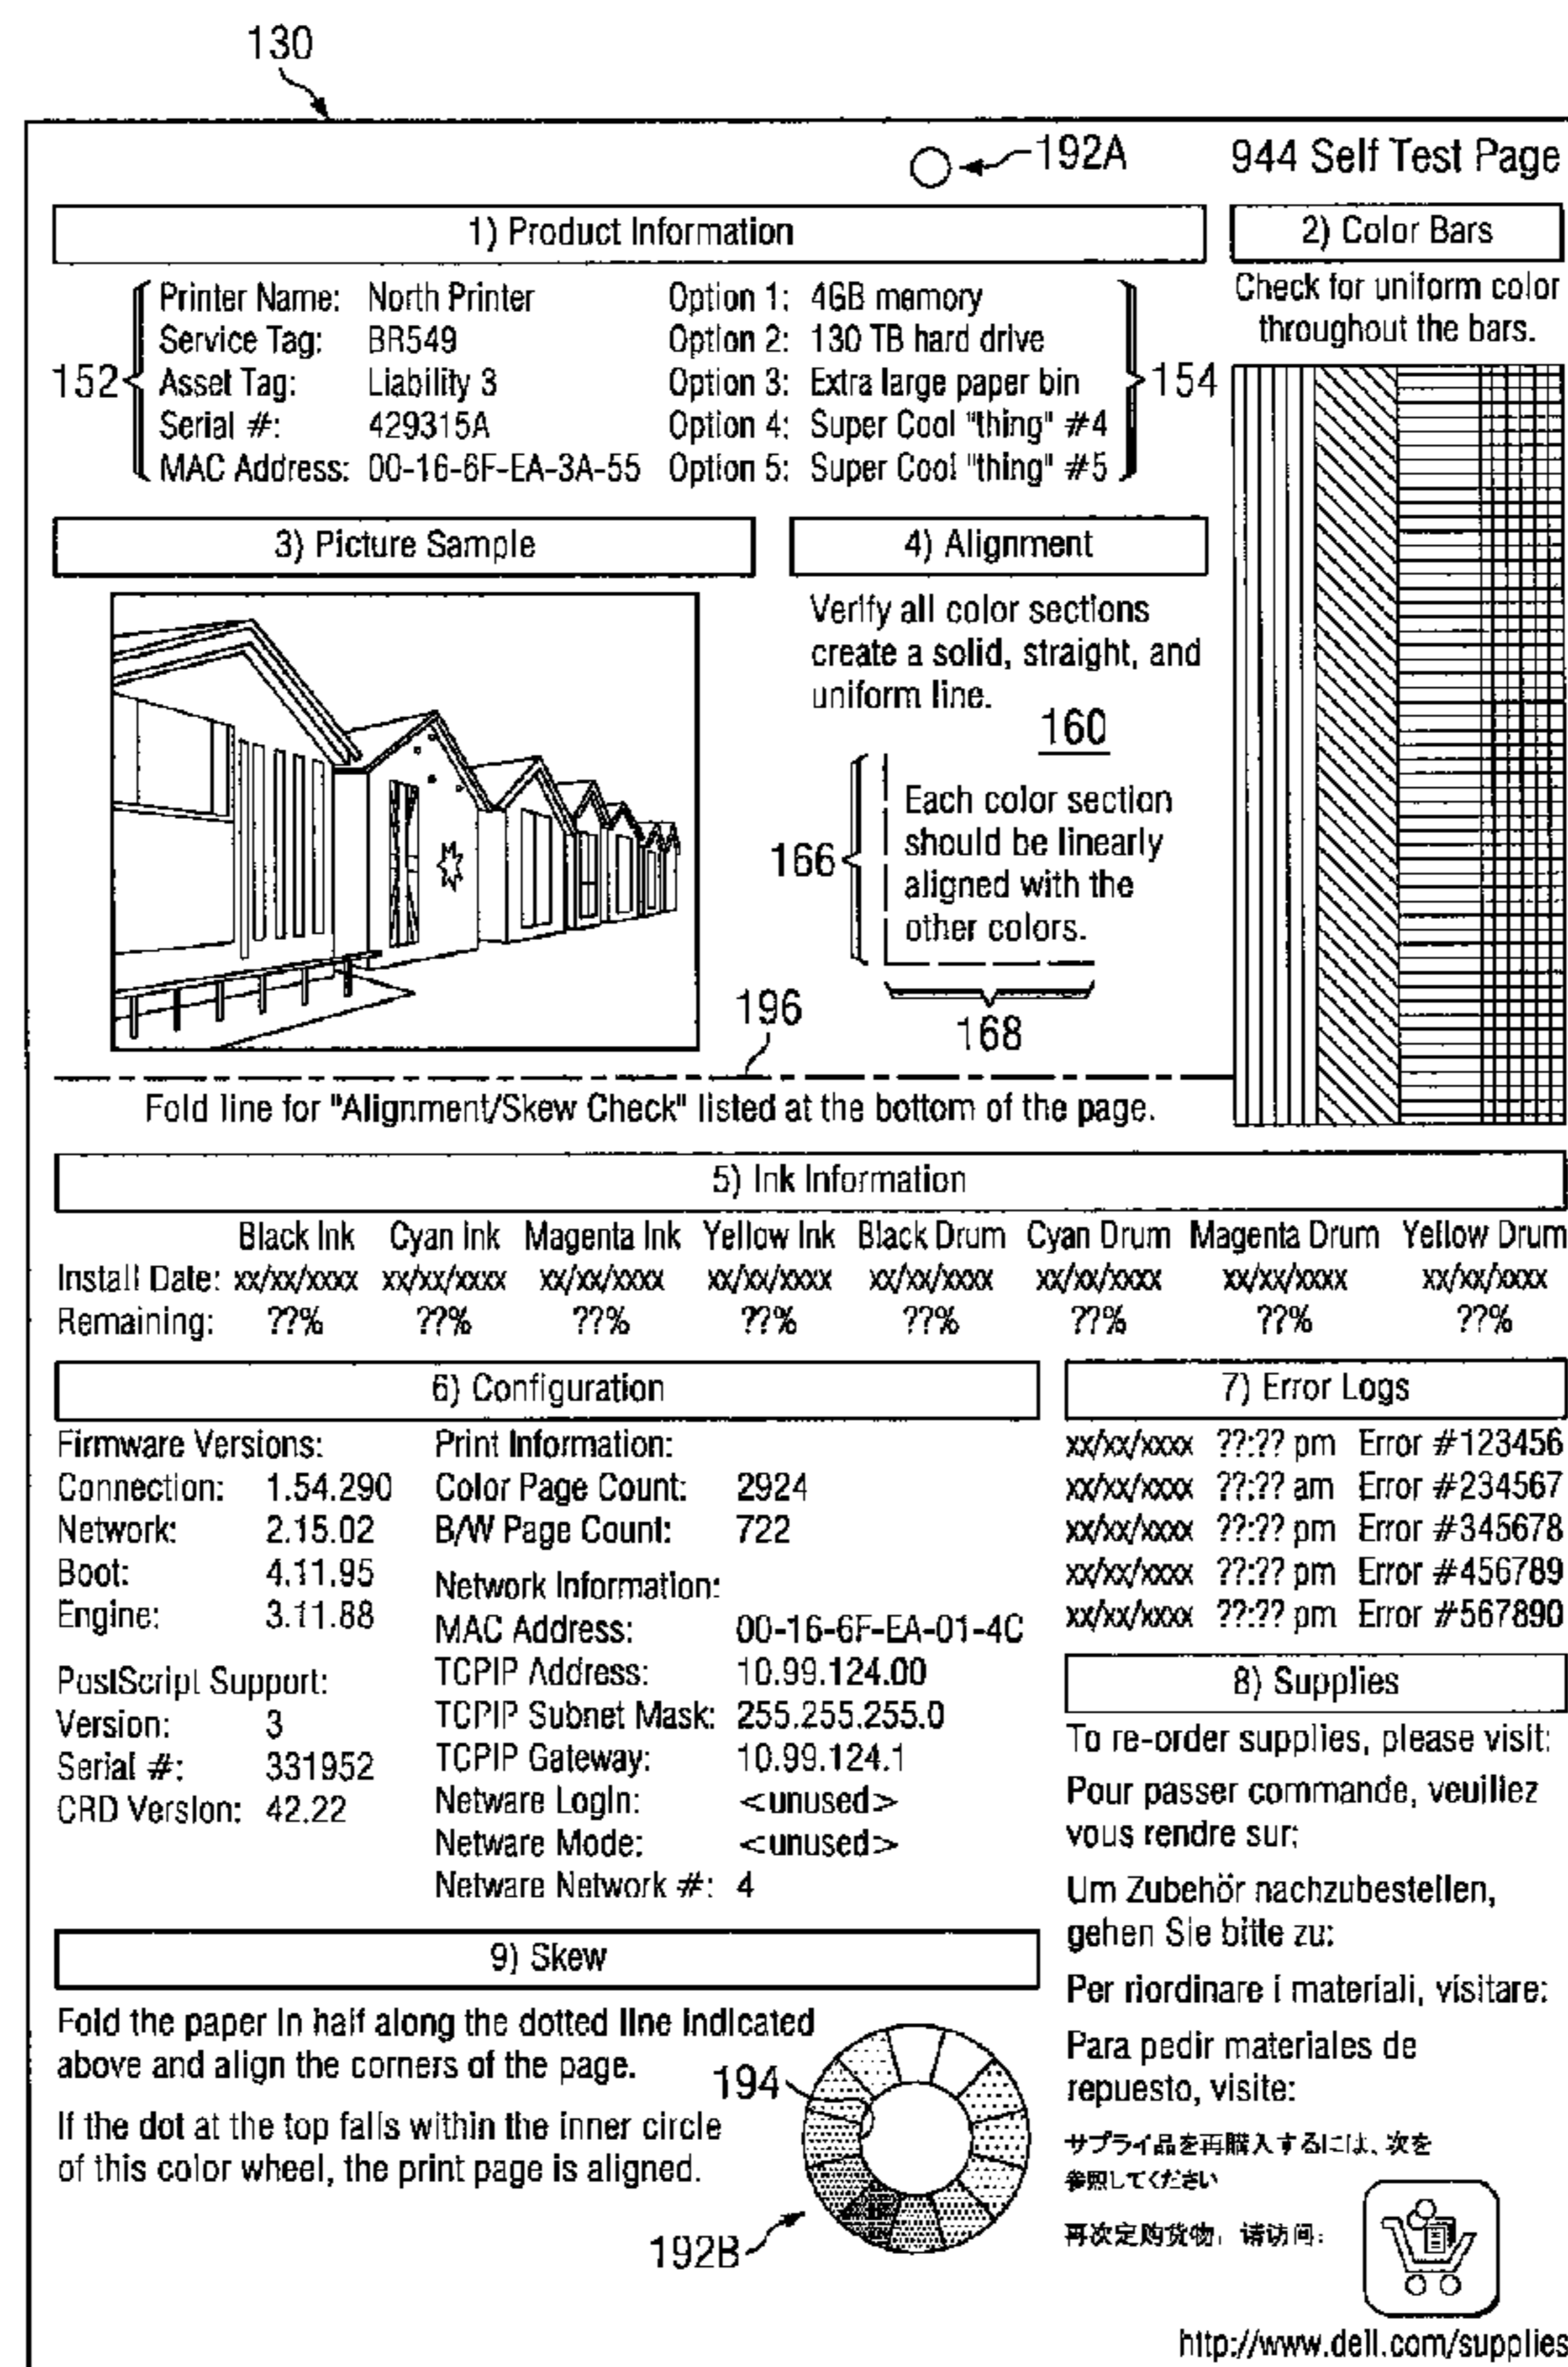 130
192A
944 Self Test Page
1) Product Information
152
Printer Name: North Printer
Service Tag: BR549
Asset Tag: Liability 3
Serial #: 429315A
MAC Address: 00-16-6F-EA-3A-55
Option 1: 4GB memory
Option 2: 130 TB hard drive
Option 3: Extra large paper bin
Option 4: Super Cool "thing" #4
Option 5: Super Cool "thing" #5
154
2) Color Bars
Check for uniform color
throughout the bars.
3) Picture Sample
4) Alignment
Verify all color sections
create a solid, straight, and
uniform line.
160
166
Each color section
should be linearly
aligned with the
other colors.
168
196
Fold line for "Alignment/Skew Check" listed at the bottom of the page.
5) Ink Information
Black Ink Cyan Ink Magenta Ink Yellow Ink Black Drum Cyan Drum Magenta Drum Yellow Drum
Install Date: xx/xx/xxxx xx/xx/xxxx xx/xx/xxxx xx/xx/xxxx xx/xx/xxxx xx/xx/xxxx xx/xx/xxxx xx/xx/xxxx
Remaining: ??% ??% ??% ??% ??% ??% ??% ??%
6) Configuration
Firmware Versions:
Connection: 1.54.290
Network: 2.15.02
Boot: 4.11.95
Engine: 3.11.88
PostScript Support:
Version: 3
Serial #: 331952
CRD Version: 42.22
Print Information:
Color Page Count: 2924
B/W Page Count: 722
Network Information:
MAC Address: 00-16-6F-EA-01-4C
TCPIP Address: 10.99.124.00
TCPIP Subnet Mask: 255.255.255.0
TCPIP Gateway: 10.99.124.1
Netware Login: <unused>
Netware Mode: <unused>
Netware Network #: 4
7) Error Logs
xx/xx/xxxx ??:?? pm Error #123456
xx/xx/xxxx ??:?? am Error #234567
xx/xx/xxxx ??:?? pm Error #345678
xx/xx/xxxx ??:?? pm Error #456789
xx/xx/xxxx ??:?? pm Error #567890
8) Supplies
To re-order supplies, please visit:
Pour passer commande, veuillez
vous rendre sur:
Um Zubehör nachzubestellen,
gehen Sie bitte zu:
Per riordinare i materiali, visitare:
Para pedir materiales de
repuesto, visite:
サプライ品を再購入するには、次を
参照してください
再次定购货物，请访问：
http://www.dell.com/supplies
9) Skew
Fold the paper in half along the dotted line indicated
above and align the corners of the page.
If the dot at the top falls within the inner circle
of this color wheel, the print page is aligned.
194
192B